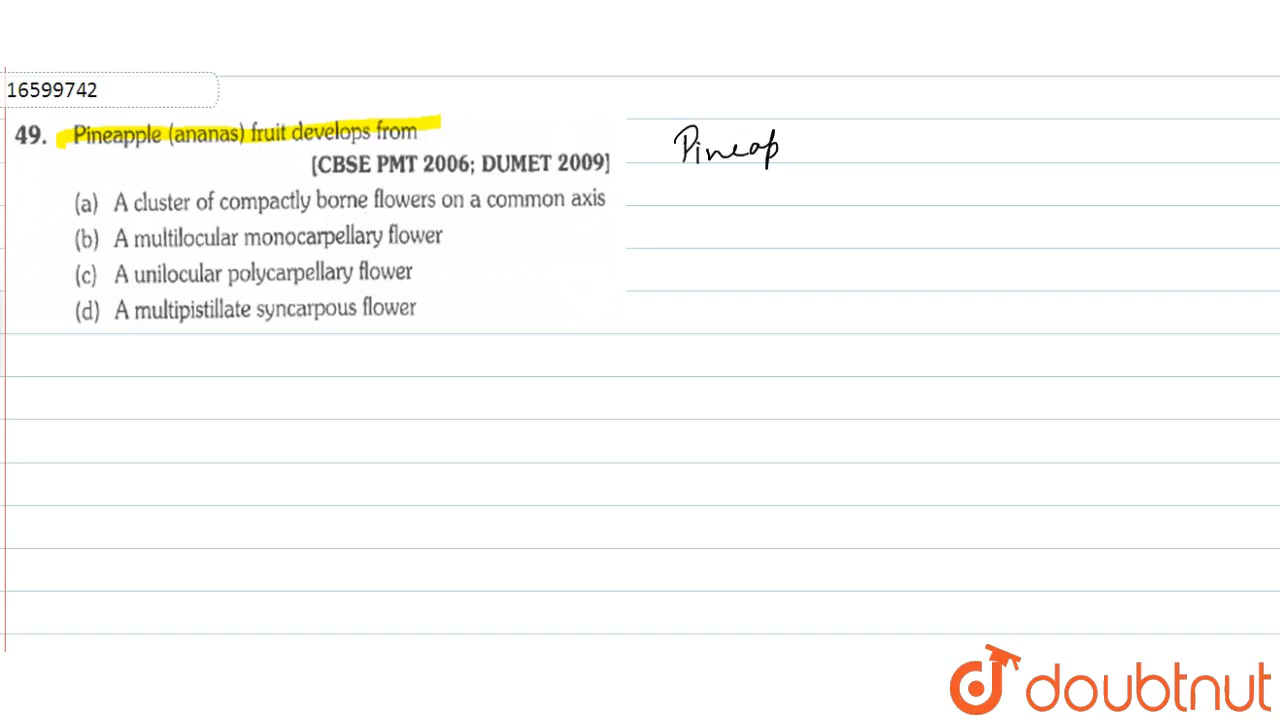 16599742
49. Pineapple (ananas) fruit develops from
[CBSE PMT 2006; DUMET 2009]
(a) A cluster of compactly borne flowers on a common axis
(b) A multilocular monocarpellary flower
(c) A unilocular polycarpellary flower
(d) A multipistillate syncarpous flower
Pineap
doubtnut